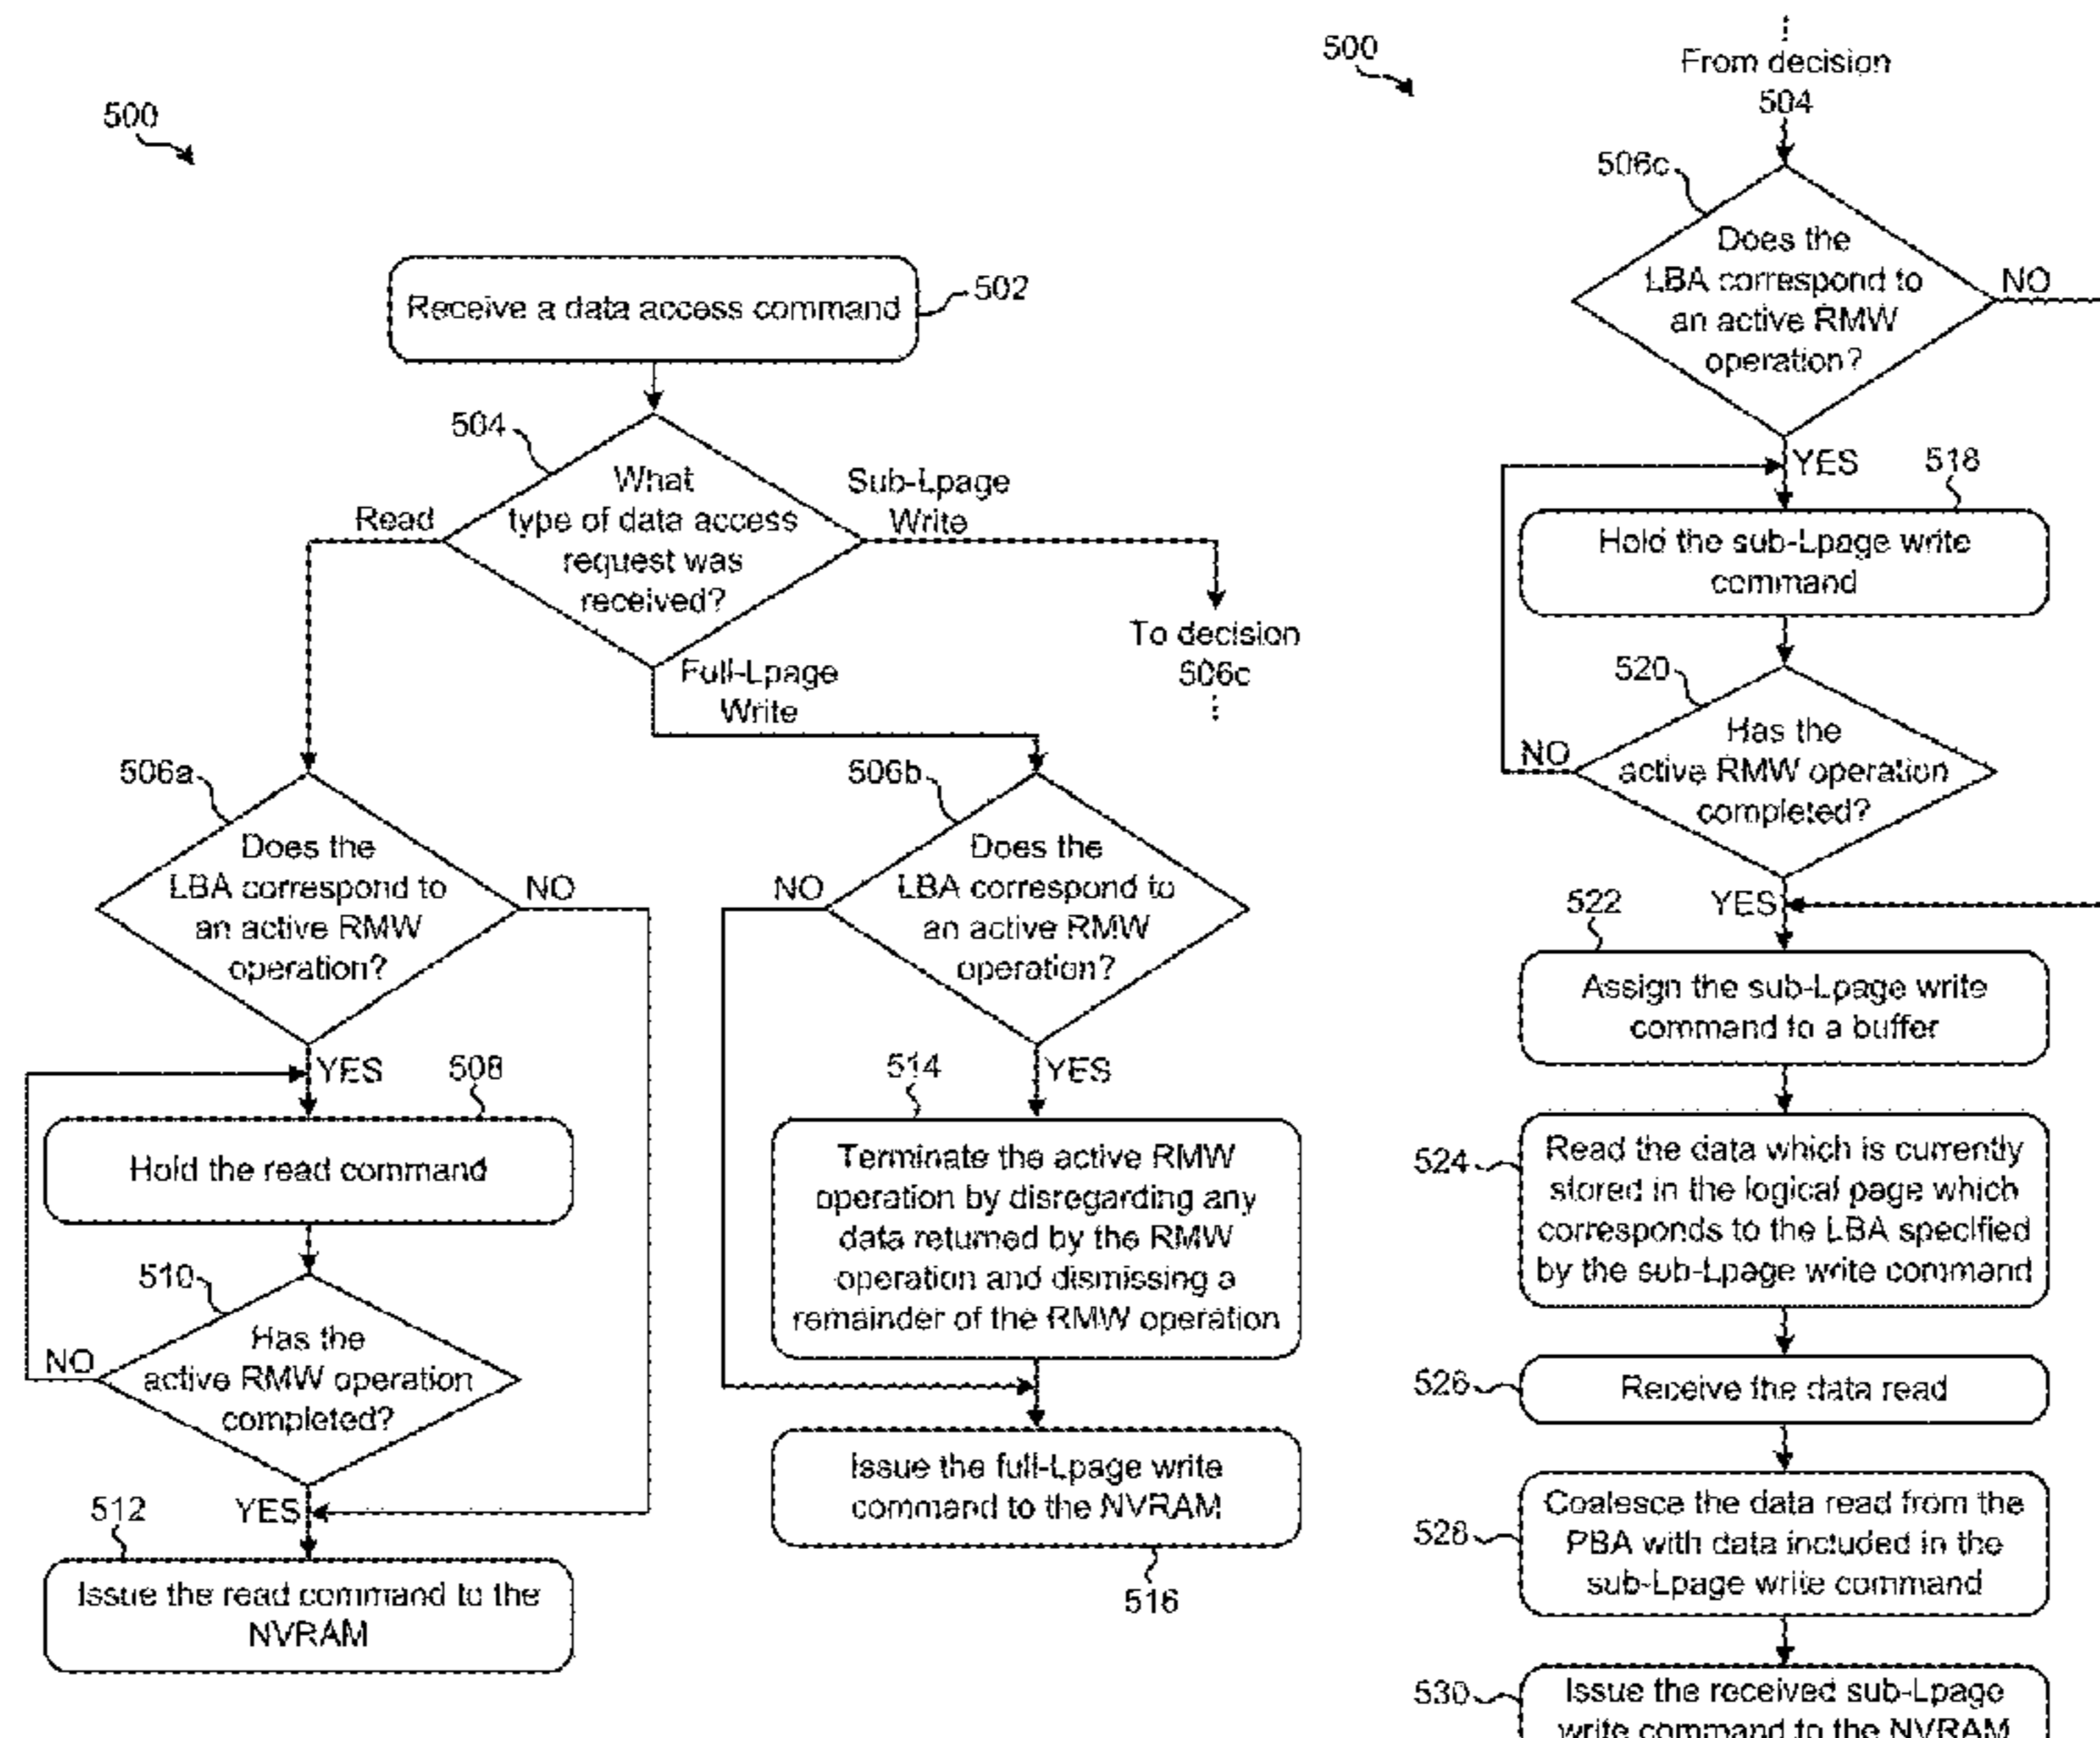 500
Receive a data access command
502
504
What
type of data access
request was
received?
Read
Sub-Lpage
Write
To decision
506c
Full-Lpage
Write
506a
Does the
LBA correspond to
an active RMW
operation?
NO
YES
508
Hold the read command
510
Has the
active RMW operation
completed?
NO
YES
512
Issue the read command to the
NVRAM
506b
Does the
LBA correspond to
an active RMW
operation?
NO
YES
514
Terminate the active RMW
operation by disregarding any
data returned by the RMW
operation and dismissing a
remainder of the RMW operation
Issue the full-Lpage write
command to the NVRAM
516
500
From decision
504
506c
Does the
LBA correspond to
an active RMW
operation?
NO
YES
518
Hold the sub-Lpage write
command
520
Has the
active RMW operation
completed?
NO
YES
522
Assign the sub-Lpage write
command to a buffer
524
Read the data which is currently
stored in the logical page which
corresponds to the LBA specified
by the sub-Lpage write command
526
Receive the data read
528
Coalesce the data read from the
PBA with data included in the
sub-Lpage write command
530
Issue the received sub-Lpage
write command to the NVRAM